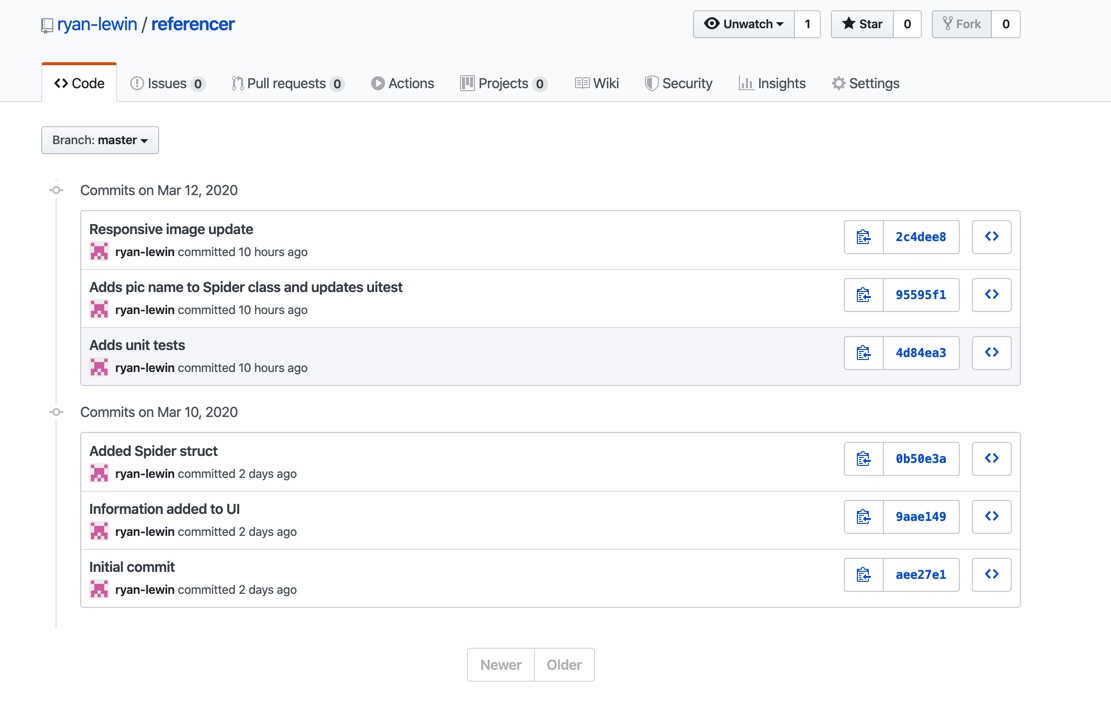 ryan-lewin / referencer
Unwatch 1 Star 0 Fork 0
Code Issues 0 Pull requests 0 Actions Projects 0 Wiki Security Insights Settings
Branch: master
Commits on Mar 12, 2020
Responsive image update
ryan-lewin committed 10 hours ago
2c4dee8
Adds pic name to Spider class and updates uitest
ryan-lewin committed 10 hours ago
95595f1
Adds unit tests
ryan-lewin committed 10 hours ago
4d84ea3
Commits on Mar 10, 2020
Added Spider struct
ryan-lewin committed 2 days ago
0b50e3a
Information added to UI
ryan-lewin committed 2 days ago
9aae149
Initial commit
ryan-lewin committed 2 days ago
aee27e1
Newer Older